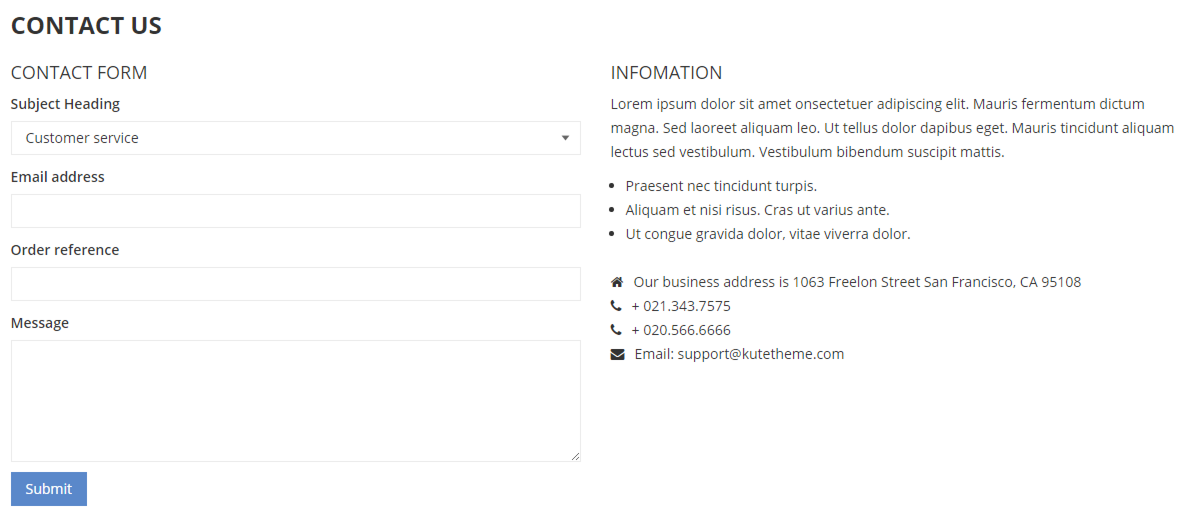 CONTACT US
CONTACT FORM
Subject Heading
Customer service
Email address
Order reference
Message
Submit
INFOMATION
Lorem ipsum dolor sit amet onsectetuer adipiscing elit. Mauris fermentum dictum
magna. Sed laoreet aliquam leo. Ut tellus dolor dapibus eget. Mauris tincidunt aliquam
lectus sed vestibulum. Vestibulum bibendum suscipit mattis.
Praesent nec tincidunt turpis.
Aliquam et nisi risus. Cras ut varius ante.
Ut congue gravida dolor, vitae viverra dolor.
Our business address is 1063 Freelon Street San Francisco, CA 95108
+ 021.343.7575
+ 020.566.6666
Email: support@kutetheme.com